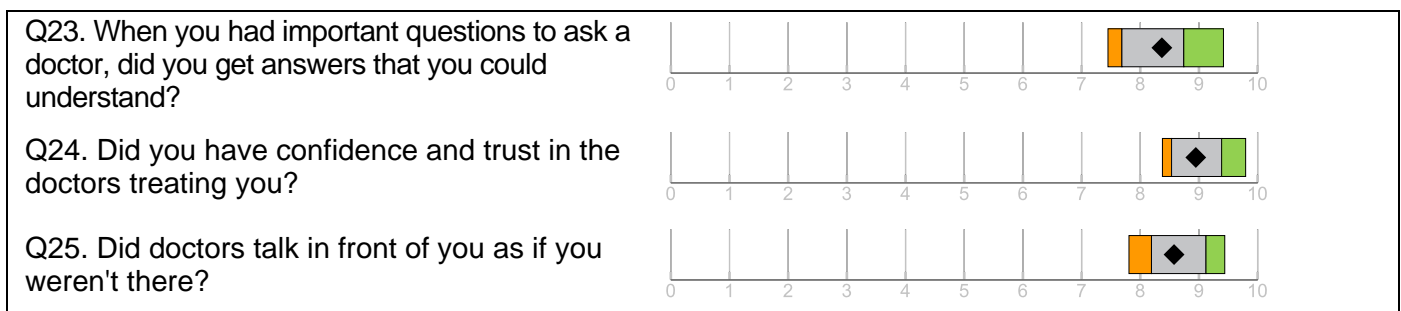 Q23. When you had important questions to ask a
doctor, did you get answers that you could
understand?
0 1 2 3 4 5 6 7 8 9 10
Q24. Did you have confidence and trust in the
doctors treating you?
0 1 2 3 4 5 6 7 8 9 10
Q25. Did doctors talk in front of you as if you
weren't there?
0 1 2 3 4 5 6 7 8 9 10